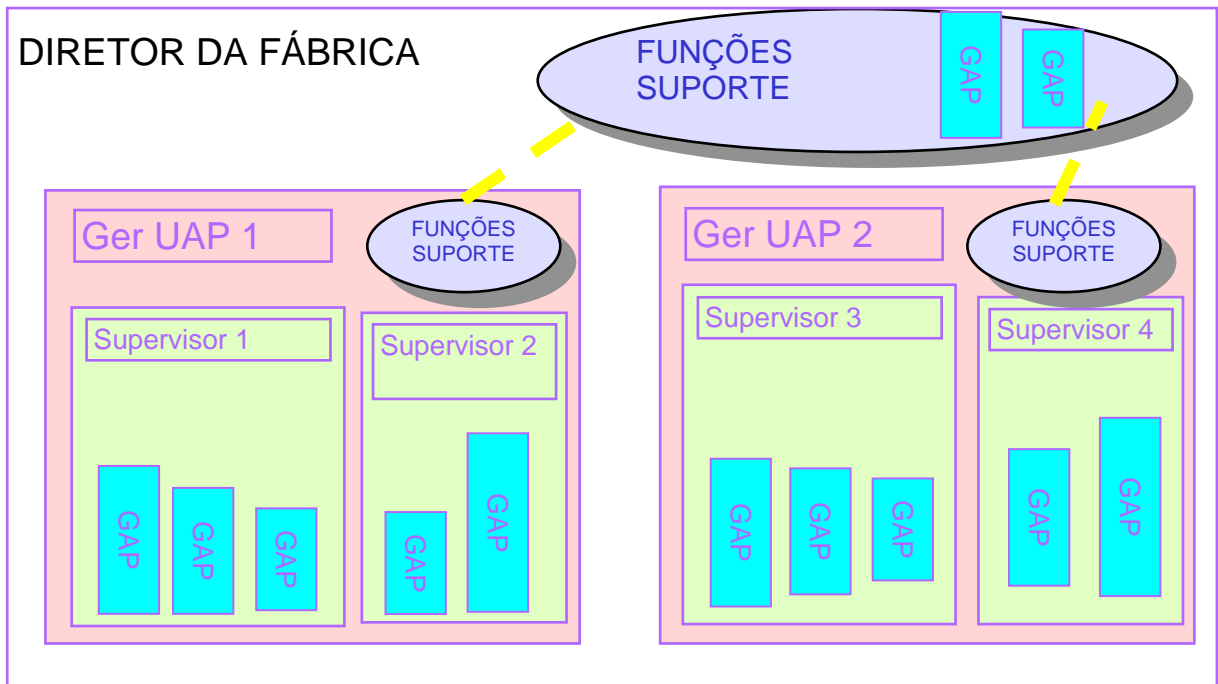 DIRETOR DA FÁBRICA
FUNÇÕES
SUPORTE
GAP
GAP
Ger UAP 1
FUNÇÕES
SUPORTE
Supervisor 1
Supervisor 2
GAP
GAP
GAP
GAP
GAP
Ger UAP 2
FUNÇÕES
SUPORTE
Supervisor 3
Supervisor 4
GAP
GAP
GAP
GAP
GAP